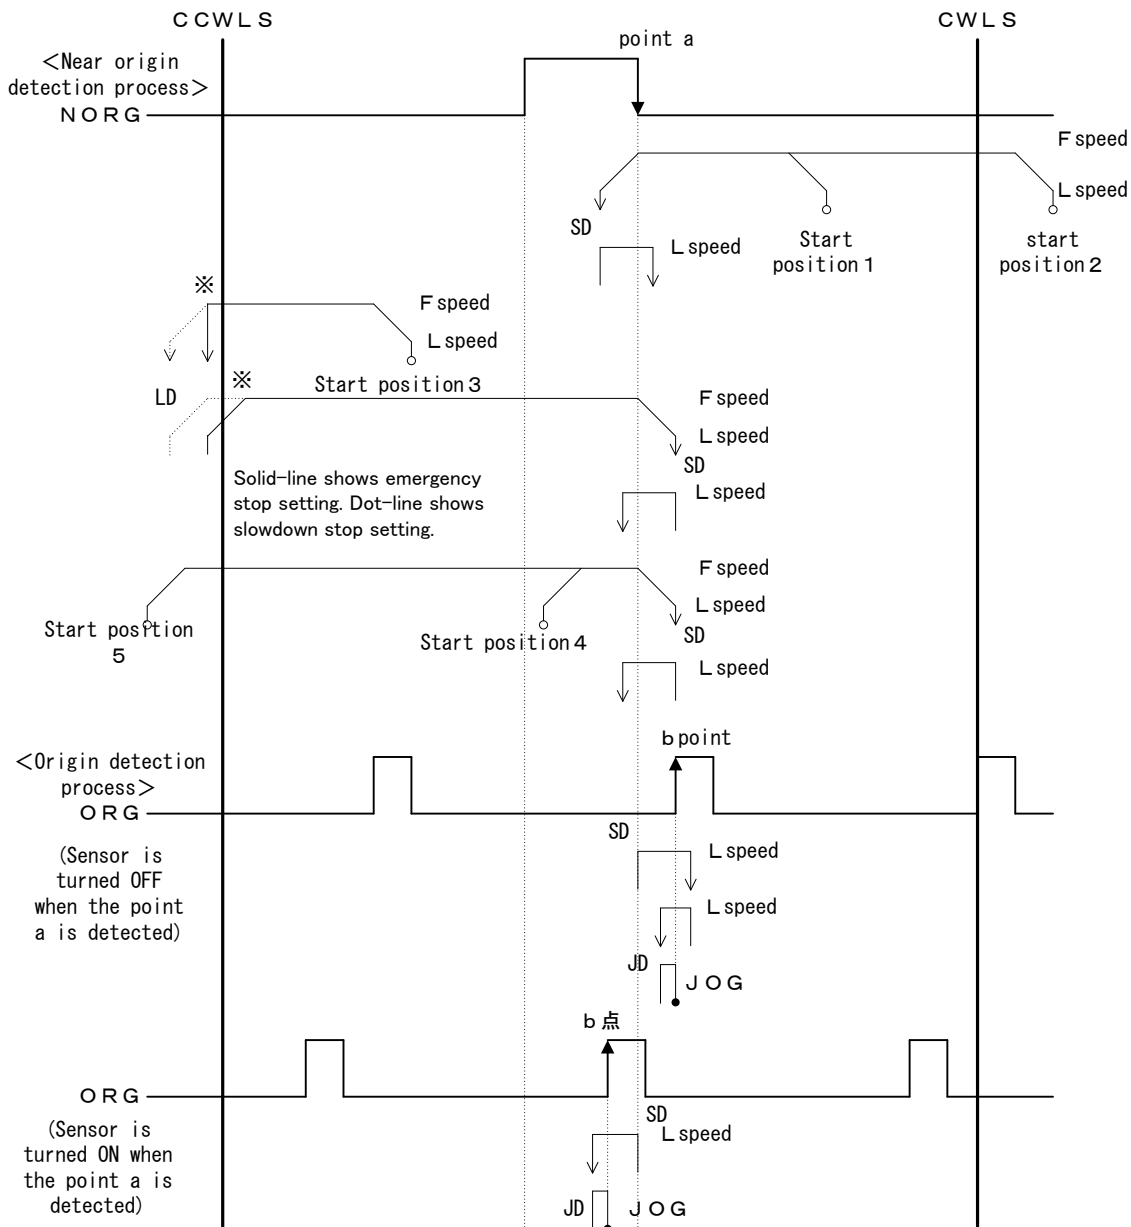 CCWLS
CWLS
point a
<Near origin
detection process>
NORG
F speed
L speed
SD
L speed
Start
position 1
start
position 2
※
F speed
L speed
Start position 3
LD
※
F speed
L speed
SD
L speed
Solid-line shows emergency
stop setting. Dot-line shows
slowdown stop setting.
F speed
L speed
SD
Start position
5
Start position 4
L speed
b point
<Origin detection
process>
ORG
SD
L speed
(Sensor is
turned OFF
when the point
a is detected)
L speed
JD
JOG
b 点
ORG
SD
L speed
(Sensor is
turned ON when
the point a is
detected)
JD
JOG